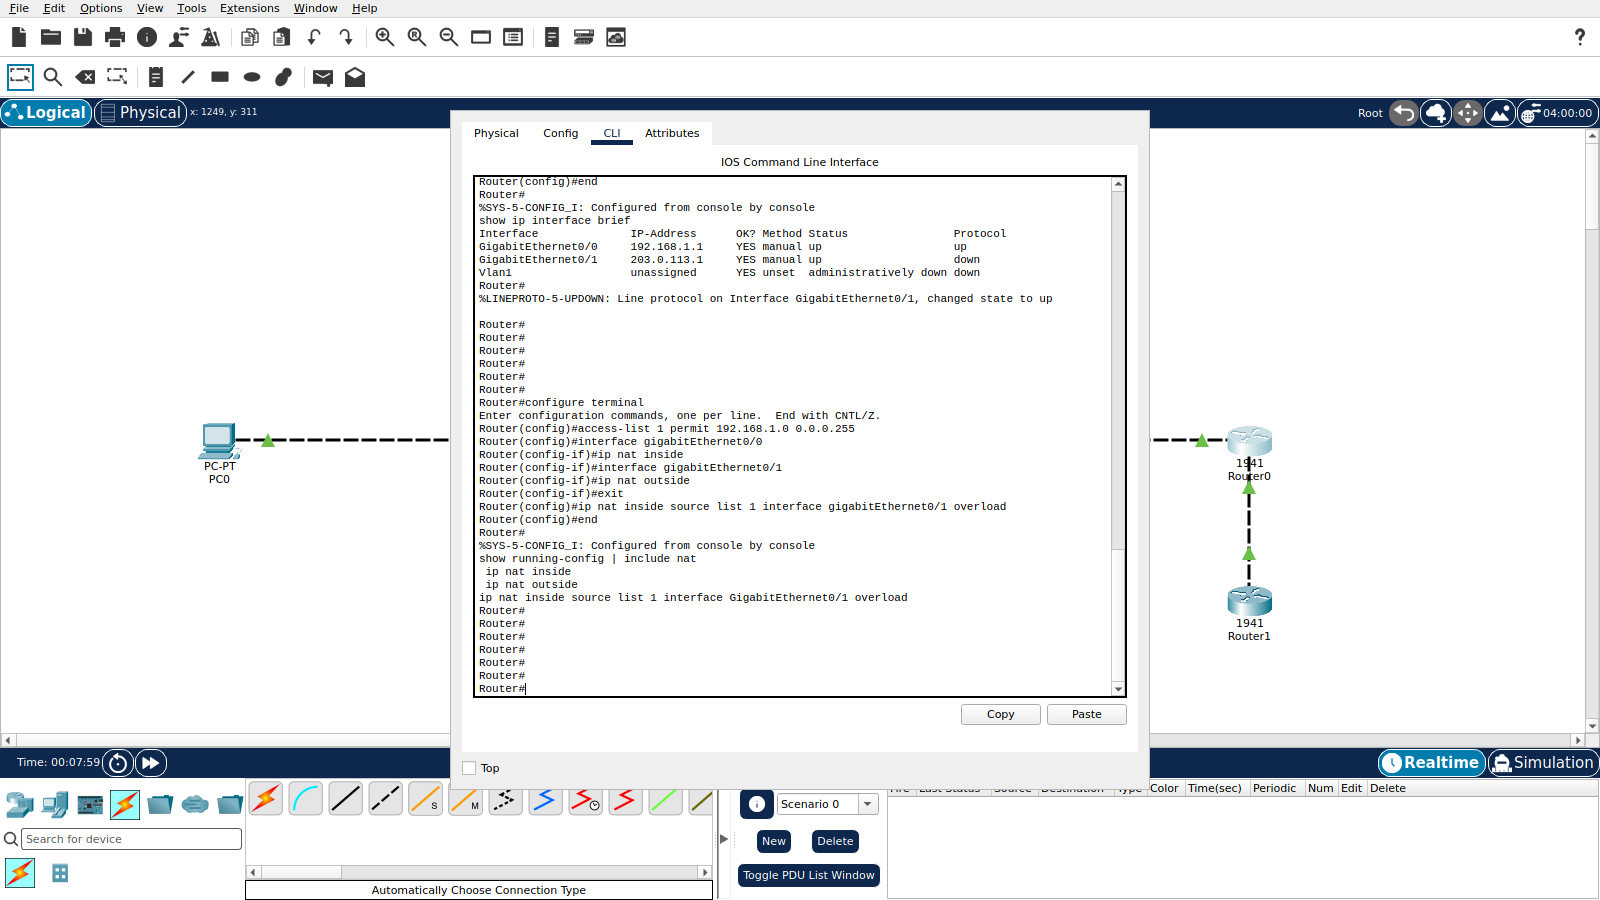 File Edit Options View Tools Extensions Window Help
Logical Physical x: 1249, y: 311
Root 04:00:00
Physical Config CLI Attributes
IOS Command Line Interface
Router(config)#end
Router#
%SYS-5-CONFIG_I: Configured from console by console
show ip interface brief
Interface IP-Address OK? Method Status Protocol
GigabitEthernet0/0 192.168.1.1 YES manual up up
GigabitEthernet0/1 203.0.113.1 YES manual up down
Vlan1 unassigned YES unset administratively down down
Router#
%LINEPROTO-5-UPDOWN: Line protocol on Interface GigabitEthernet0/1, changed state to up
Router#
Router#
Router#
Router#
Router#
Router#
Router#configure terminal
Enter configuration commands, one per line. End with CNTL/Z.
Router(config)#access-list 1 permit 192.168.1.0 0.0.0.255
Router(config)#interface gigabitEthernet0/0
Router(config-if)#ip nat inside
Router(config-if)#interface gigabitEthernet0/1
Router(config-if)#ip nat outside
Router(config-if)#exit
Router(config)#ip nat inside source list 1 interface gigabitEthernet0/1 overload
Router(config)#end
Router#
%SYS-5-CONFIG_I: Configured from console by console
show running-config | include nat
ip nat inside
ip nat outside
ip nat inside source list 1 interface GigabitEthernet0/1 overload
Router#
Router#
Router#
Router#
Router#
Router#
Router#
Copy Paste
Top
PC-PT
PC0
1941
Router0
1941
Router1
Time: 00:07:59
Realtime Simulation
S
M
Search for device
Automatically Choose Connection Type
Scenario 0
New Delete
Toggle PDU List Window
Fire Last Status Source Destination Type Color Time(sec) Periodic Num Edit Delete